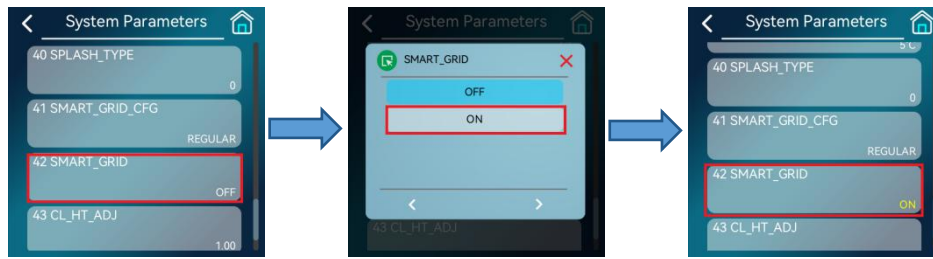 System Parameters
40 SPLASH_TYPE
0
41 SMART_GRID_CFG
REGULAR
42 SMART_GRID
OFF
43 CL_HT_ADJ
1.00
System Parameters
SMART_GRID
OFF
ON
43 CL_HT_ADJ
System Parameters
5 C
40 SPLASH_TYPE
0
41 SMART_GRID_CFG
REGULAR
42 SMART_GRID
ON
43 CL_HT_ADJ